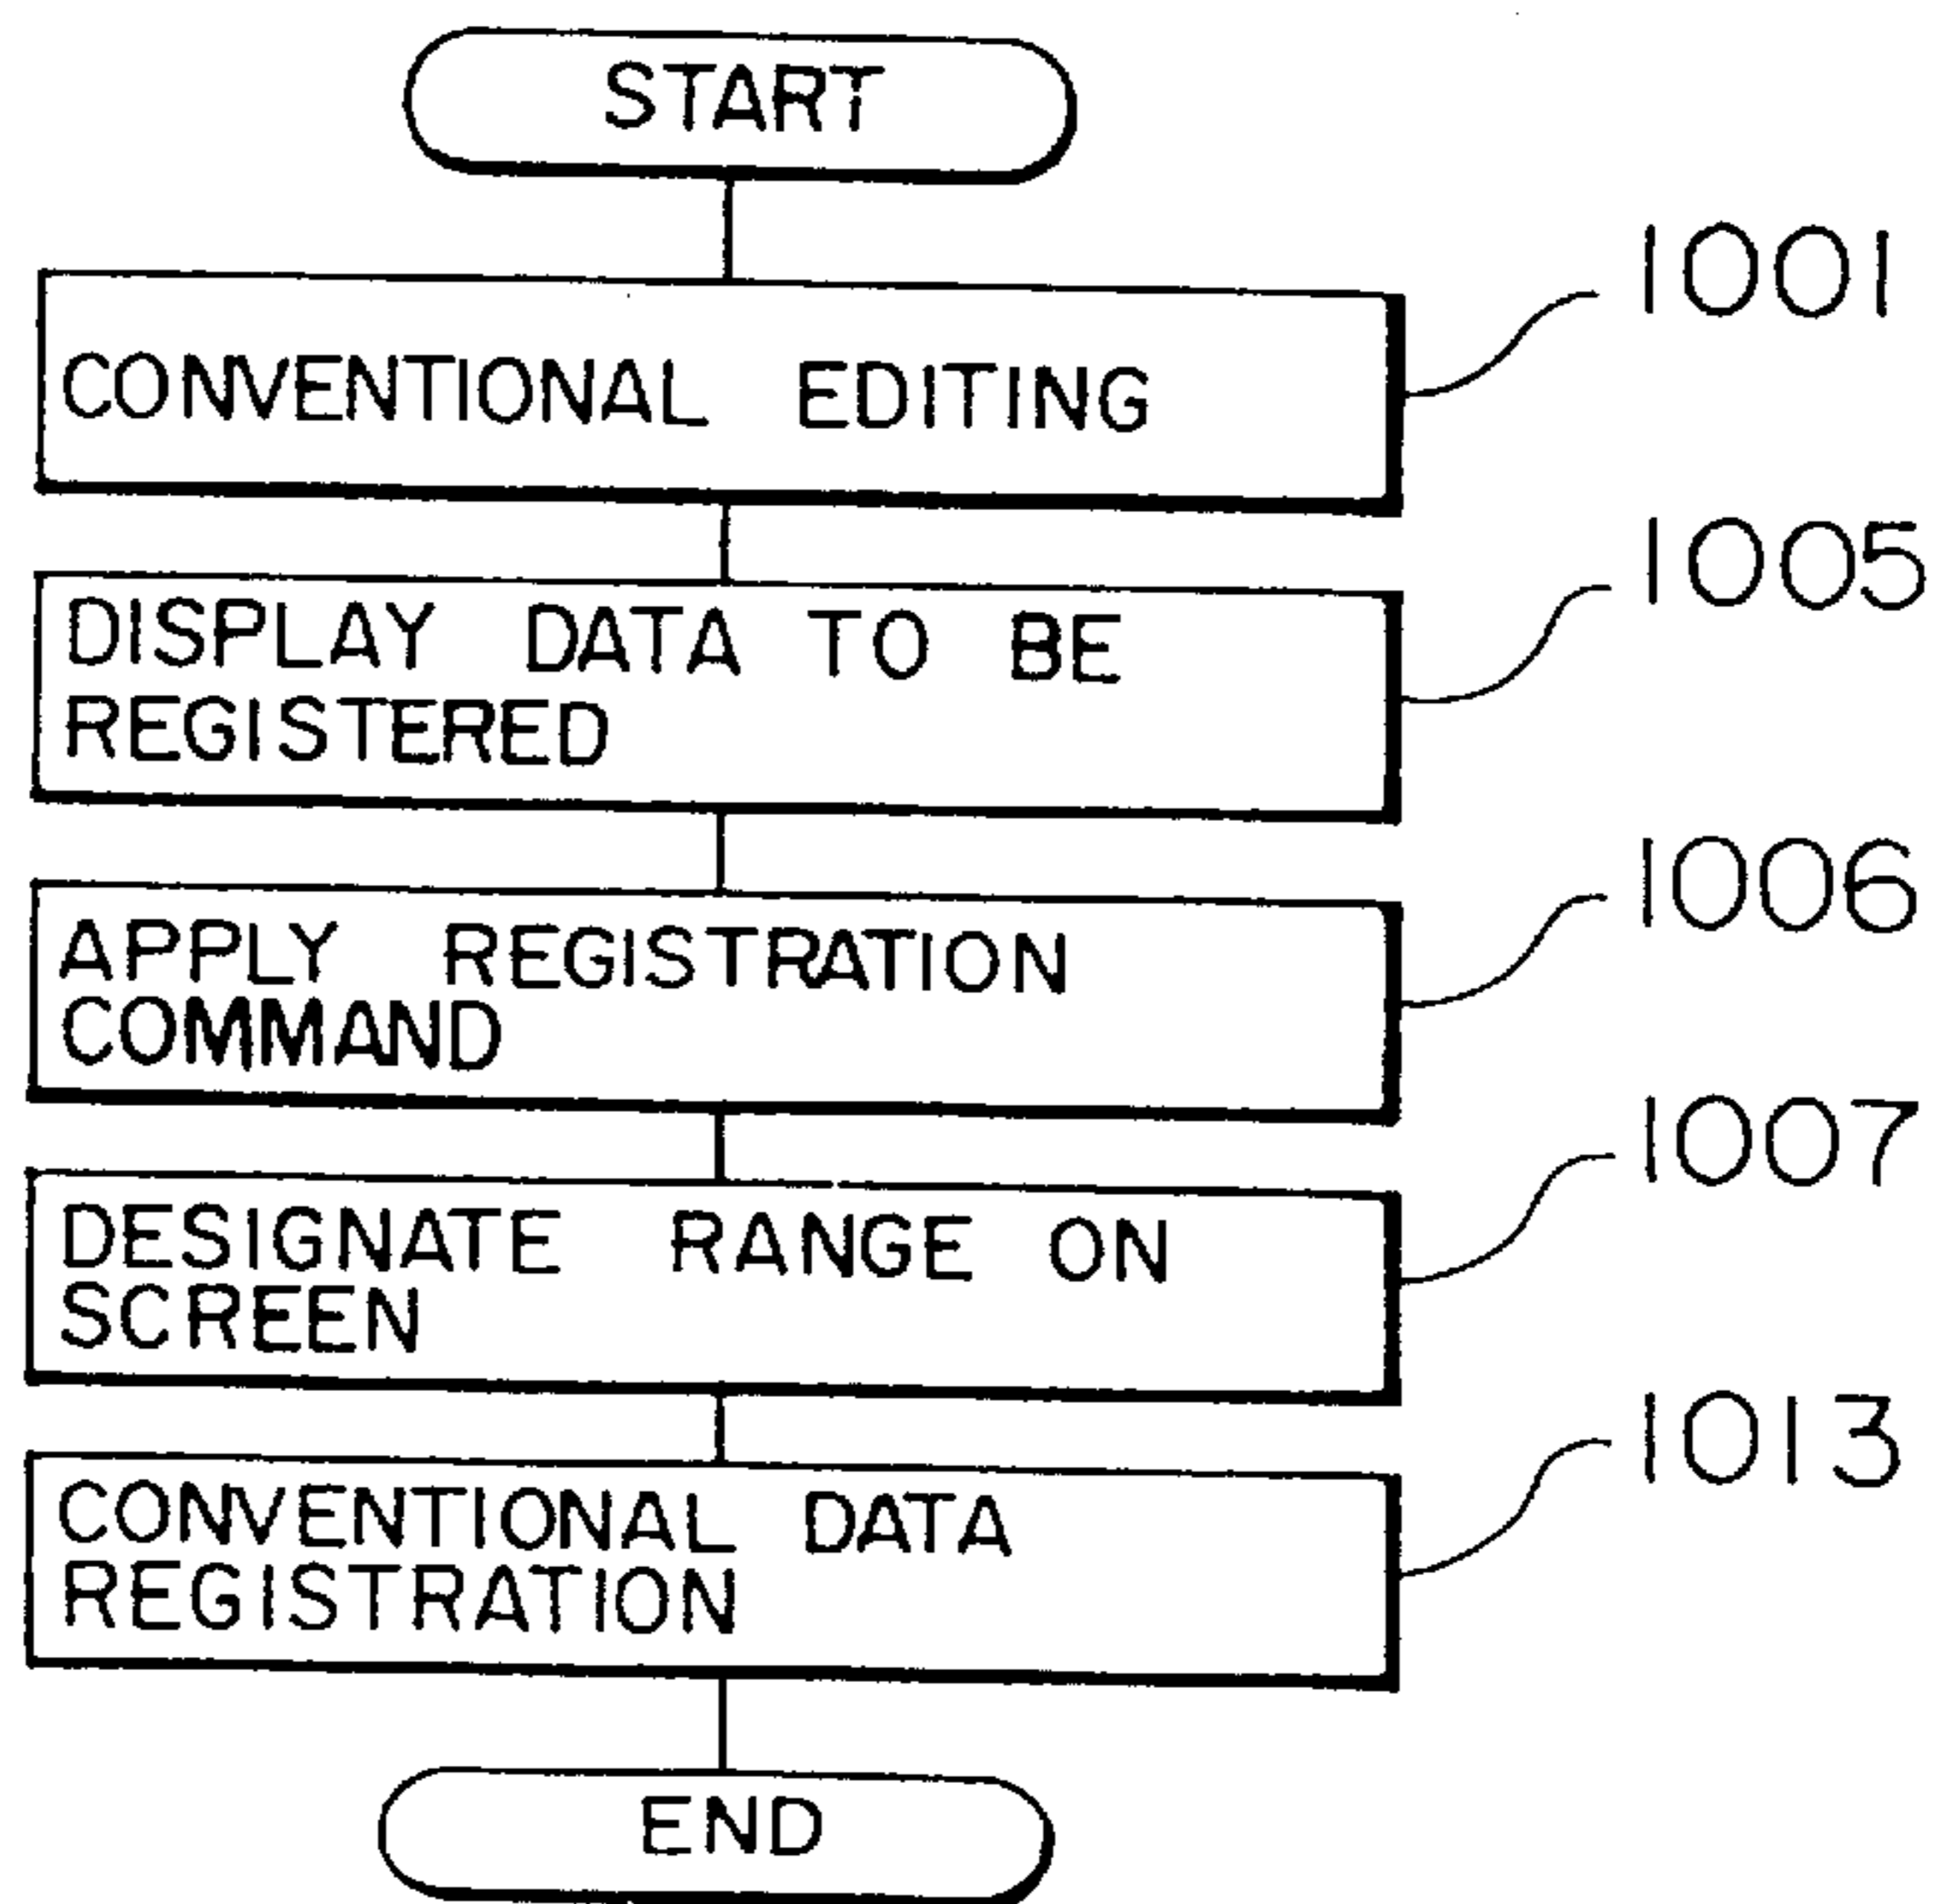 START
CONVENTIONAL EDITING
1001
DISPLAY DATA TO BE
REGISTERED
1005
APPLY REGISTRATION
COMMAND
1006
DESIGNATE RANGE ON
SCREEN
1007
CONVENTIONAL DATA
REGISTRATION
1013
END